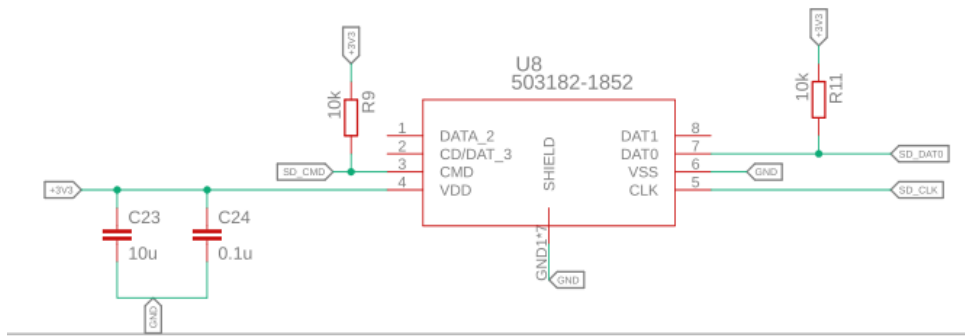 +3V3
+3V3
U8
503182-1852
10k
R9
10k
R11
1
DATA_2
DAT1
8
2
CD/DAT_3
DAT0
7
SD_DAT0
SD_CMD
3
CMD
VSS
6
GND
+3V3
4
VDD
CLK
5
SD_CLK
SHIELD
C23
C24
10u
0.1u
GND1*7
GND
GND